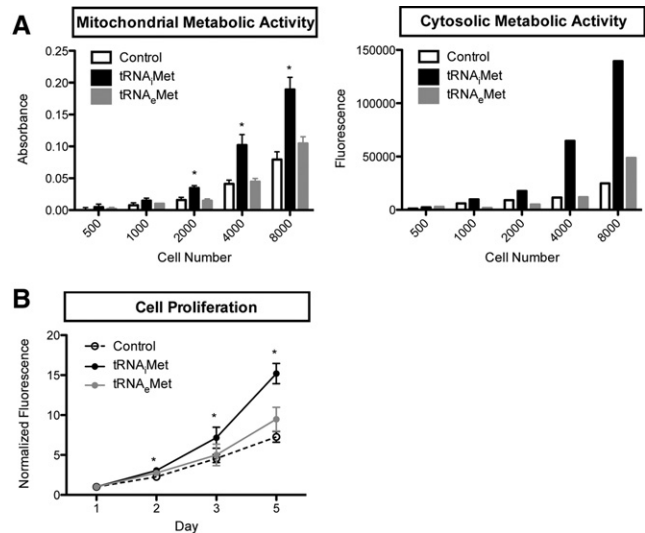 A
Mitochondrial Metabolic Activity
Control
tRNAiMet
tRNAeMet
Absorbance
0.25
0.20
0.15
0.10
0.05
0.00
*
*
*
500
1000
2000
4000
8000
Cell Number
Cytosolic Metabolic Activity
Control
tRNAiMet
tRNAeMet
Fluorescence
150000
100000
50000
0
500
1000
2000
4000
8000
Cell Number
B
Cell Proliferation
Control
tRNAiMet
tRNAeMet
Normalized Fluorescence
20
15
10
5
0
*
*
*
1
2
3
5
Day